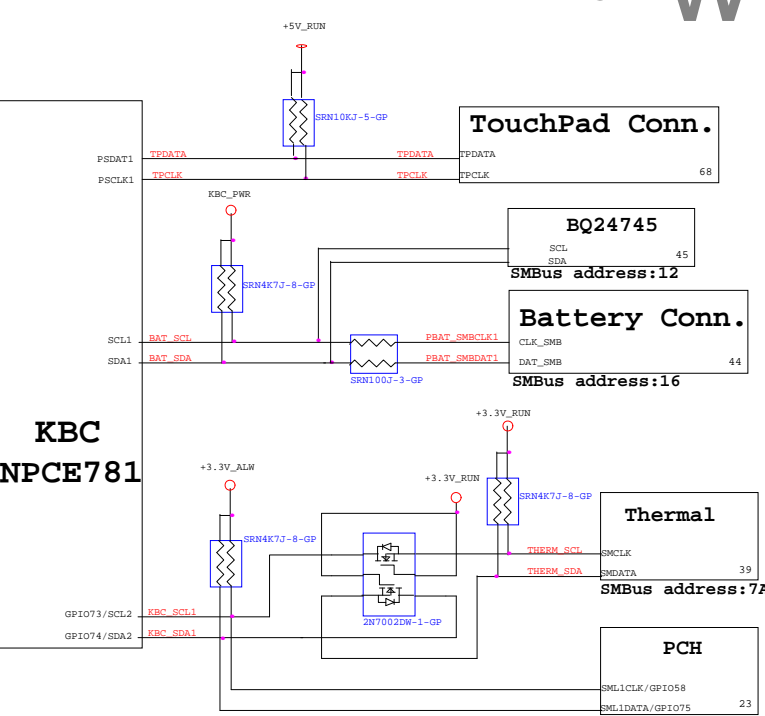 W
+5V_RUN
SRN10KJ-5-GP
TouchPad Conn.
PSDAT1 TPDATA TPDATA TPDATA
PSCLK1 TPCLK TPCLK TPCLK
68
KBC_PWR
BQ24745
SCL
SDA
45
SMBus address:12
SRN4K7J-8-GP
Battery Conn.
SCL1 BAT_SCL PBAT_SMBCLK1 CLK_SMB
SDA1 BAT_SDA PBAT_SMBDAT1 DAT_SMB 44
SRN100J-3-GP
SMBus address:16
KBC
NPCE781
+3.3V_RUN
+3.3V_ALW
+3.3V_RUN
SRN4K7J-8-GP
Thermal
SRN4K7J-8-GP
THERM_SCL SMCLK
THERM_SDA SMDATA 39
SMBus address:7A
GPIO73/SCL2 KBC_SCL1
2N7002DW-1-GP
GPIO74/SDA2 KBC_SDA1
PCH
SML1CLK/GPIO58
SML1DATA/GPIO75 23